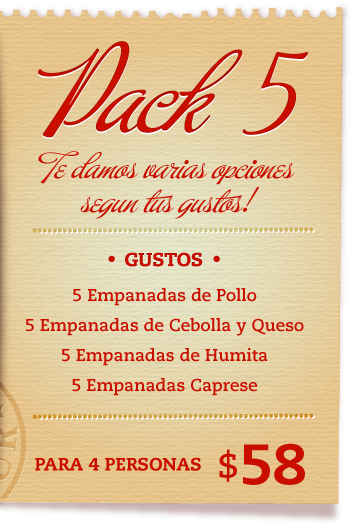 Pack 5
Te damos varias opciones
segun tus gustos!
• GUSTOS •
5 Empanadas de Pollo
5 Empanadas de Cebolla y Queso
5 Empanadas de Humita
5 Empanadas Caprese
PARA 4 PERSONAS $58